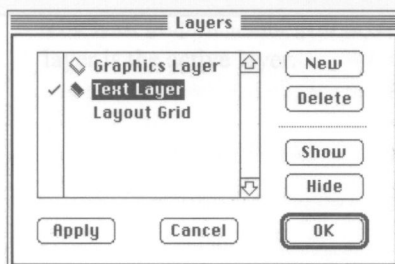 Layers
Graphics Layer
Text Layer
Layout Grid
New
Delete
Show
Hide
Apply
Cancel
OK